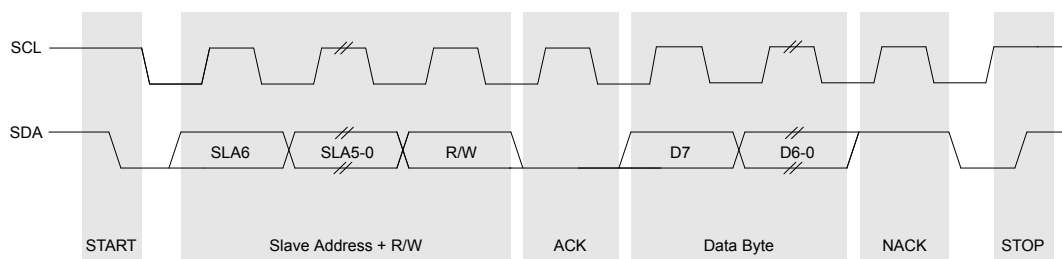 SCL
SDA
SLA6 SLA5-0 R/W D7 D6-0
START Slave Address + R/W ACK Data Byte NACK STOP